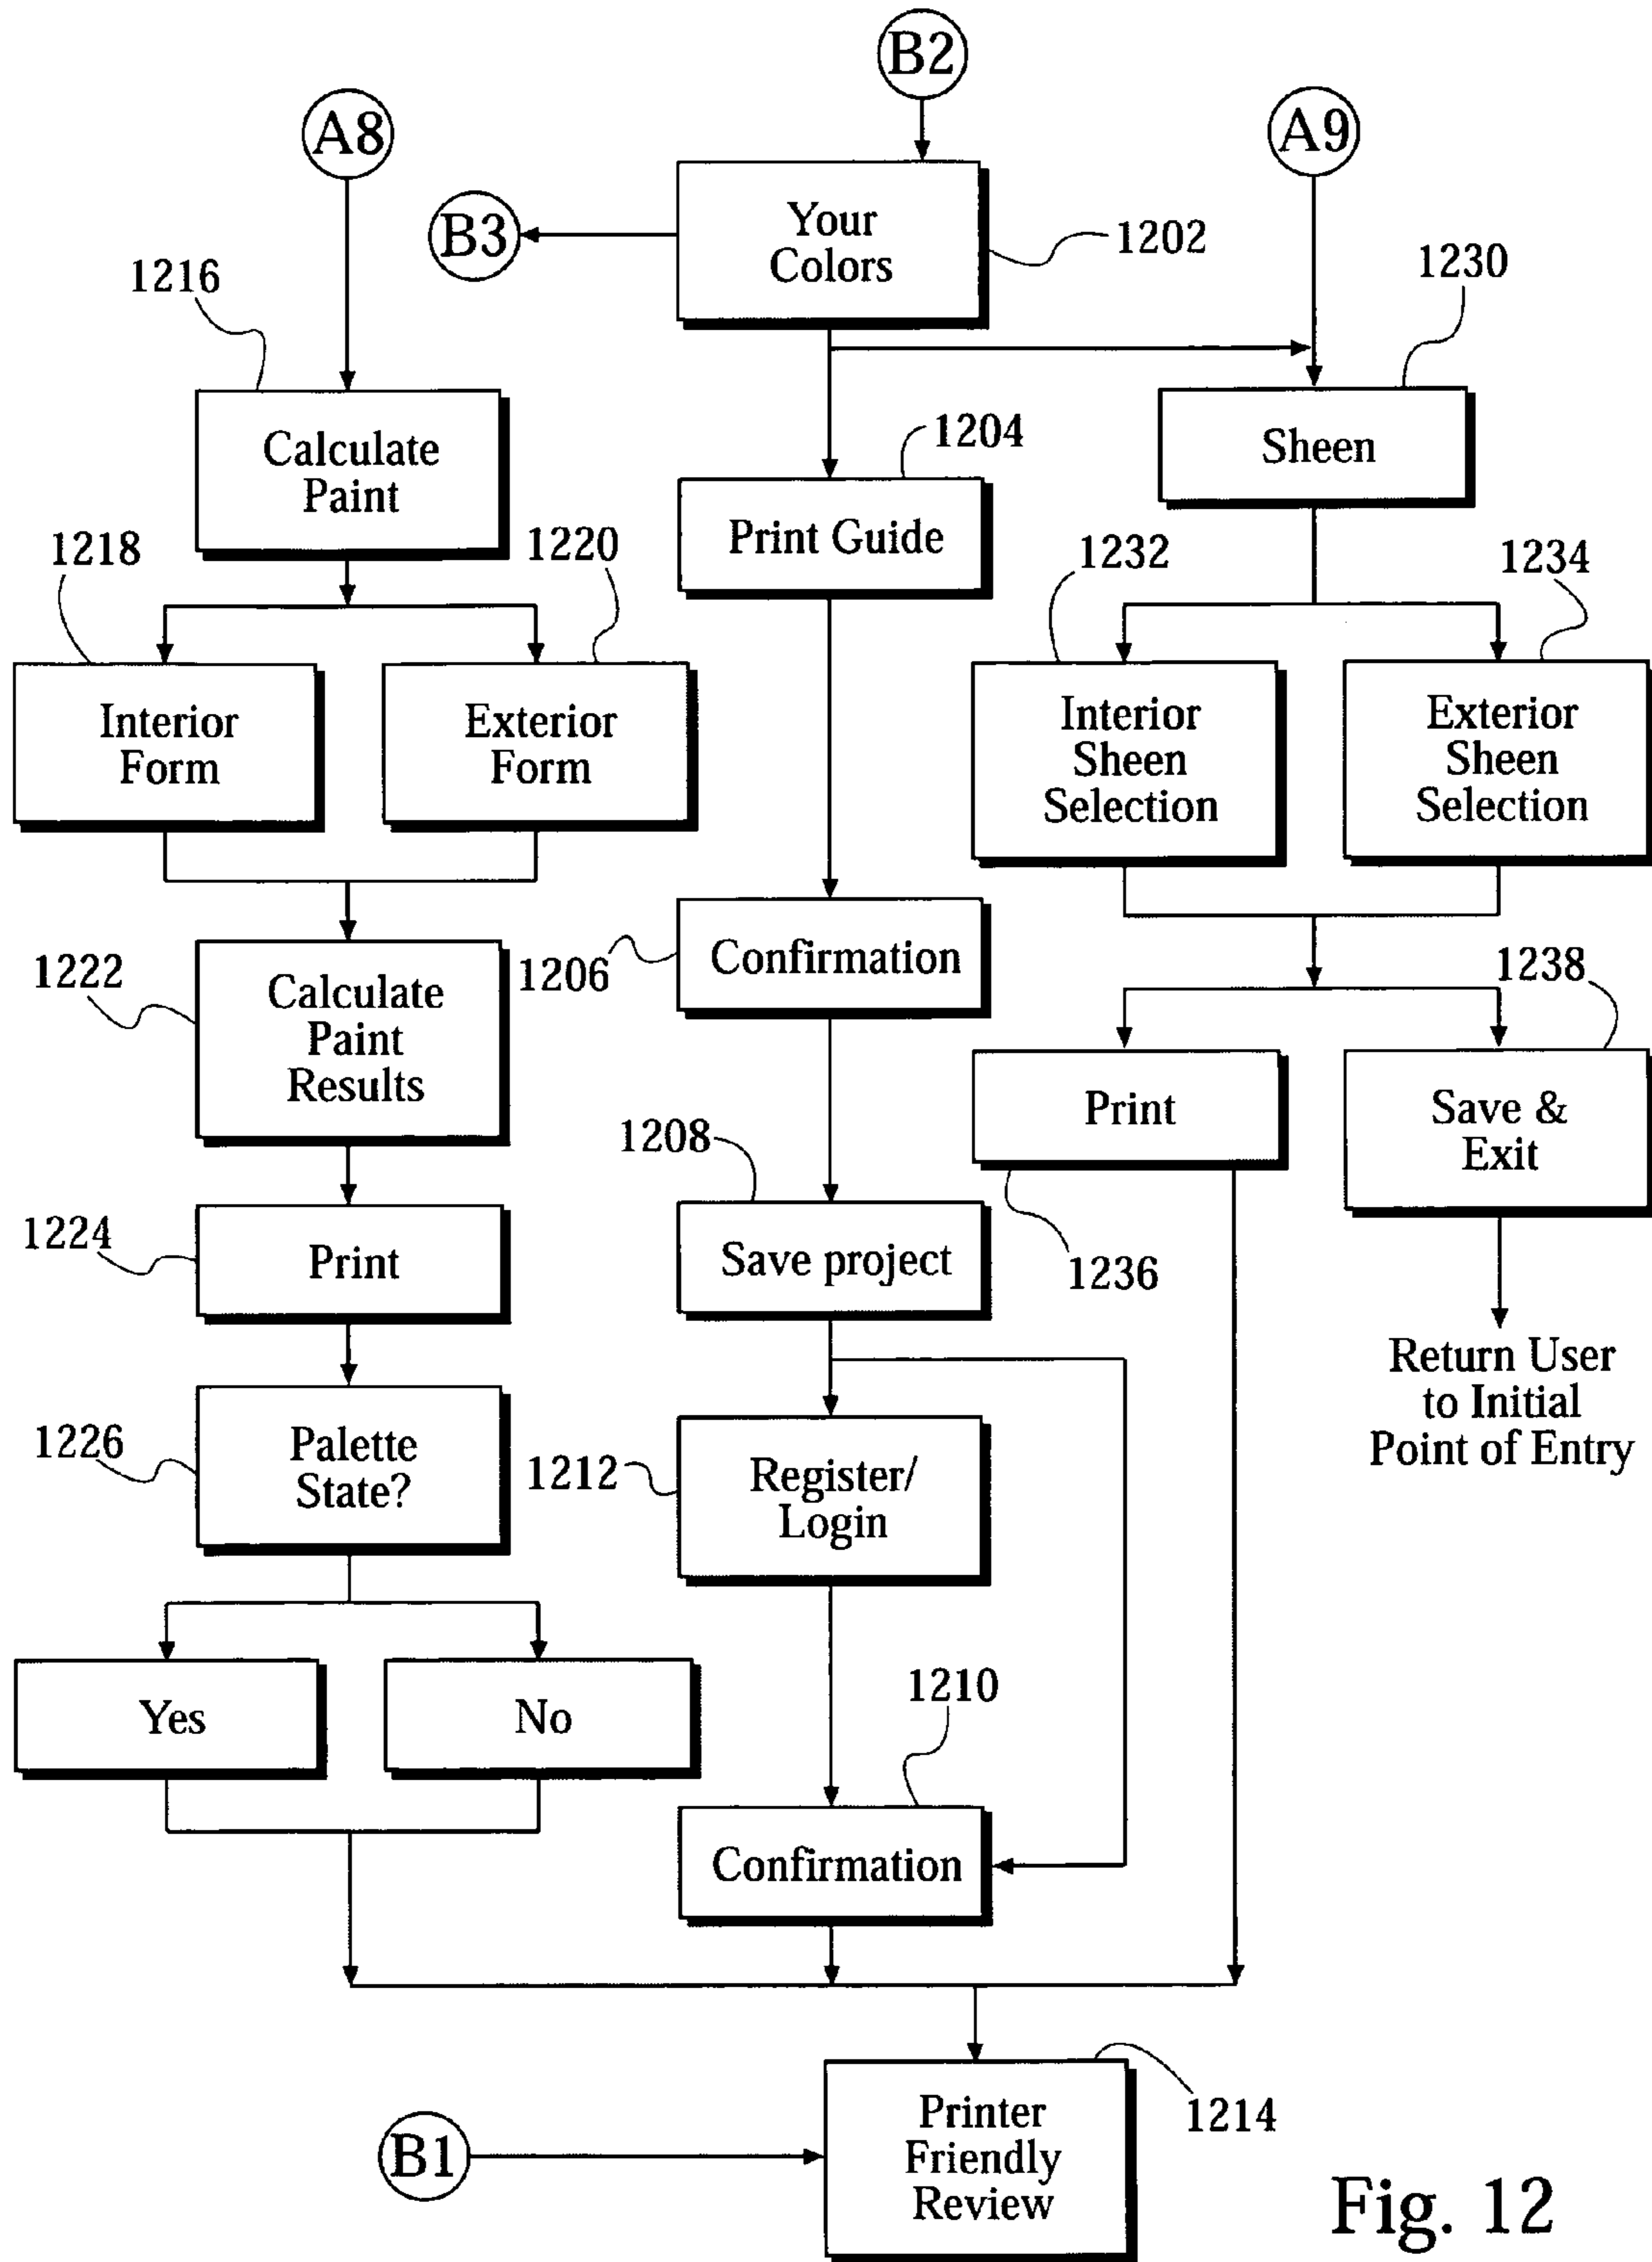 B2
A8
A9
B3
Your
Colors
1202
1216
1230
Calculate
Paint
1204
Sheen
Print Guide
1218
1220
1232
1234
Interior
Form
Exterior
Form
Interior
Sheen
Selection
Exterior
Sheen
Selection
1222
Calculate
Paint
Results
1206
Confirmation
1238
Print
Save &
Exit
1208
1224
Print
Save project
1236
Return User
to Initial
Point of Entry
1226
Palette
State?
1212
Register/
Login
Yes
No
1210
Confirmation
B1
Printer
Friendly
Review
1214
Fig. 12